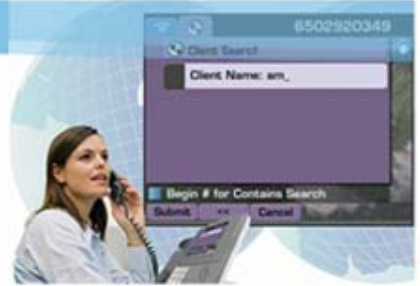 6502920349
Client Search
Client Name: am_
Begin # for Contains Search
Submit << Cancel